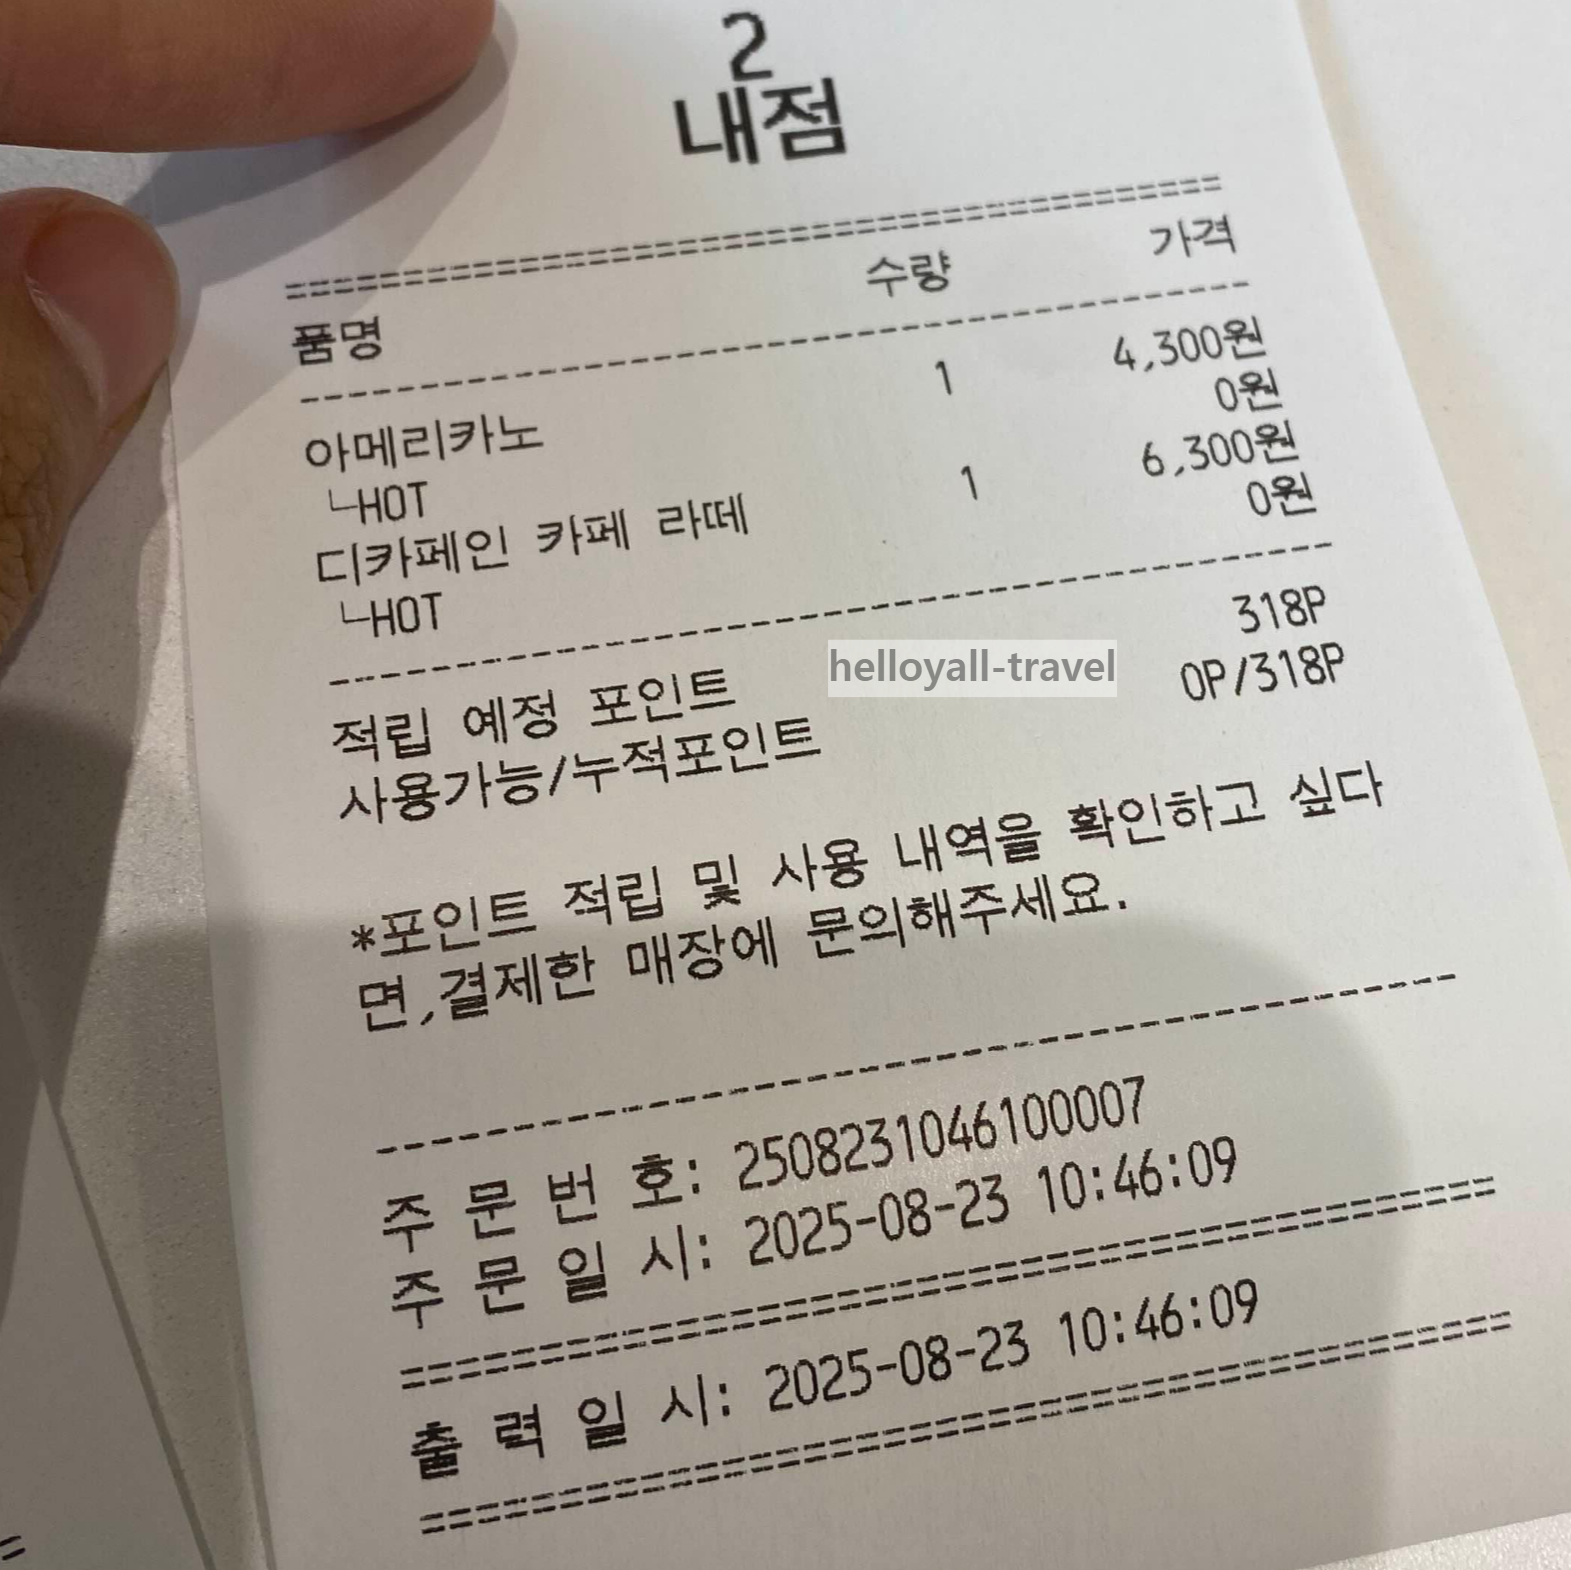 2
내점
================================
품명 수량 가격
--------------------------------
아메리카노 1 4,300원
└HOT 0원
디카페인 카페 라떼 1 6,300원
└HOT 0원
--------------------------------
적립 예정 포인트 318P
사용가능/누적포인트 0P/318P
helloyall-travel
*포인트 적립 및 사용 내역을 확인하고 싶다
면,결제한 매장에 문의해주세요.
--------------------------------
주 문 번 호: 2508231046100007
주 문 일 시: 2025-08-23 10:46:09
================================
출 력 일 시: 2025-08-23 10:46:09
================================